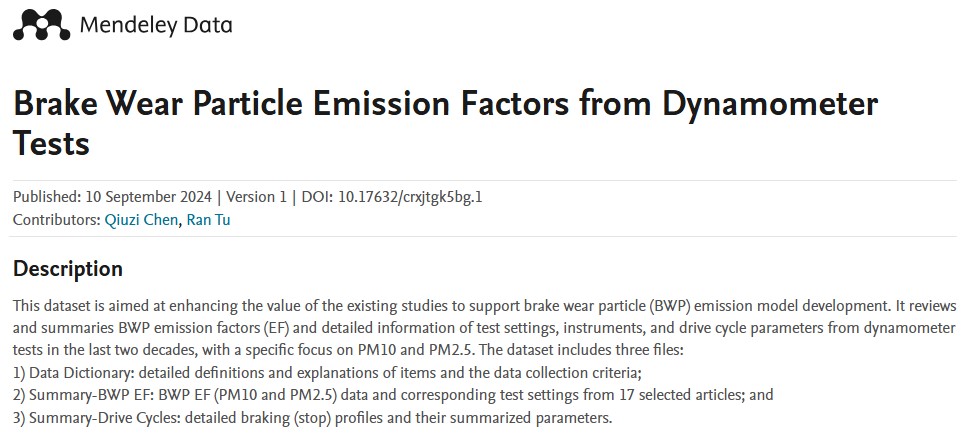 Mendeley Data
Brake Wear Particle Emission Factors from Dynamometer
Tests
Published: 10 September 2024 | Version 1 | DOI: 10.17632/crxjtgk5bg.1
Contributors: Qiuzi Chen, Ran Tu
Description
This dataset is aimed at enhancing the value of the existing studies to support brake wear particle (BWP) emission model development. It reviews
and summaries BWP emission factors (EF) and detailed information of test settings, instruments, and drive cycle parameters from dynamometer
tests in the last two decades, with a specific focus on PM10 and PM2.5. The dataset includes three files:
1) Data Dictionary: detailed definitions and explanations of items and the data collection criteria;
2) Summary-BWP EF: BWP EF (PM10 and PM2.5) data and corresponding test settings from 17 selected articles; and
3) Summary-Drive Cycles: detailed braking (stop) profiles and their summarized parameters.